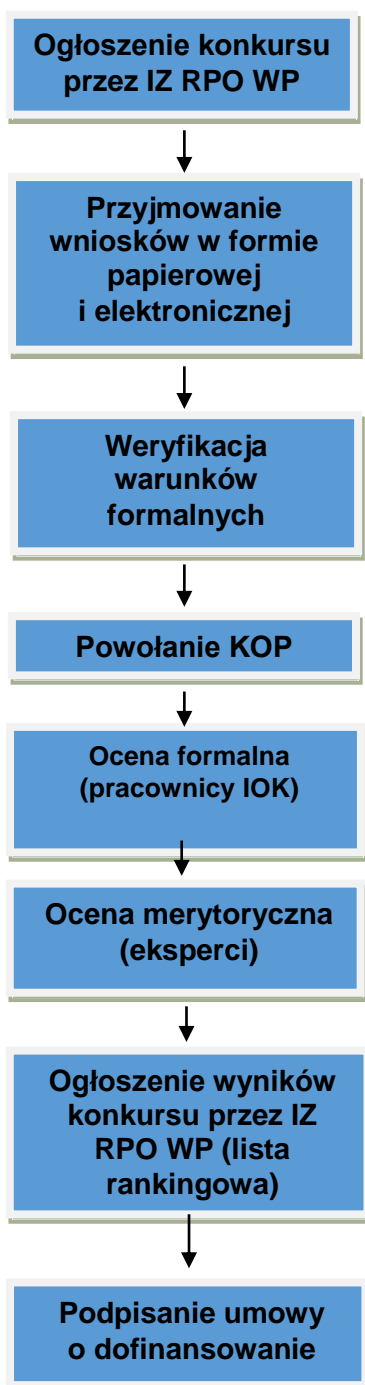 Ogłoszenie konkursu
przez IZ RPO WP
Przyjmowanie
wniosków w formie
papierowej
i elektronicznej
Weryfikacja
warunków
formalnych
Powołanie KOP
Ocena formalna
(pracownicy IOK)
Ocena merytoryczna
(eksperci)
Ogłoszenie wyników
konkursu przez IZ
RPO WP (lista
rankingowa)
Podpisanie umowy
o dofinansowanie